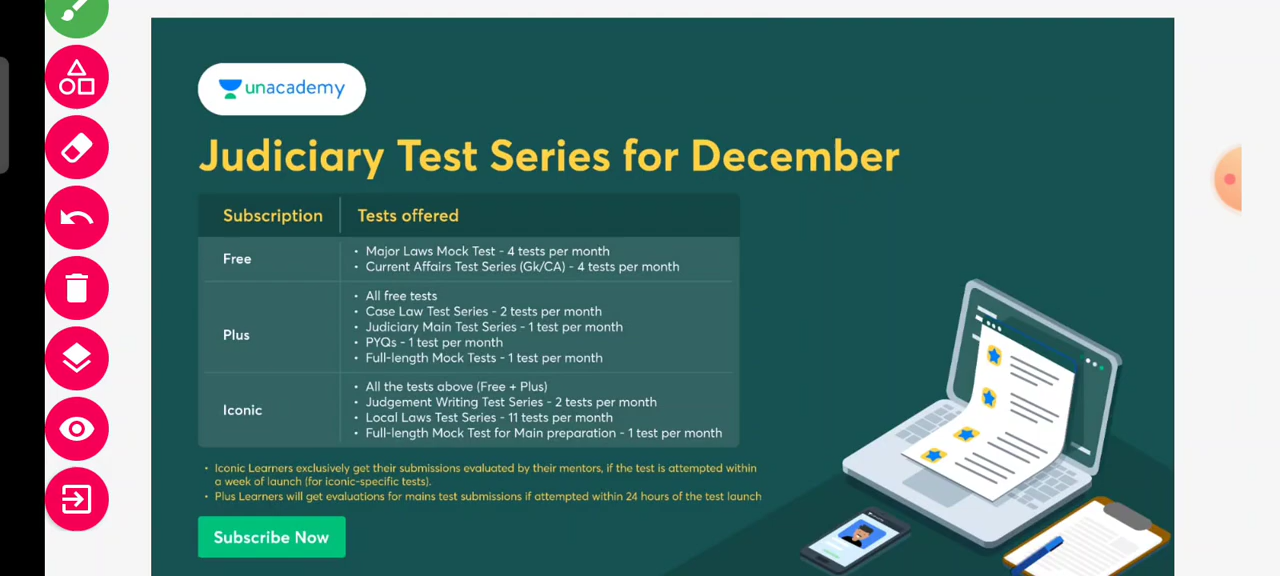 unacademy
Judiciary Test Series for December
Subscription
Tests offered
Free
• Major Laws Mock Test - 4 tests per month
• Current Affairs Test Series (Gk/CA) - 4 tests per month
Plus
• All free tests
• Case Law Test Series - 2 tests per month
• Judiciary Main Test Series - 1 test per month
• PYQs - 1 test per month
• Full-length Mock Tests - 1 test per month
Iconic
• All the tests above (Free + Plus)
• Judgement Writing Test Series - 2 tests per month
• Local Laws Test Series - 11 tests per month
• Full-length Mock Test for Main preparation - 1 test per month
• Iconic Learners exclusively get their submissions evaluated by their mentors, if the test is attempted within
a week of launch (for iconic-specific tests).
• Plus Learners will get evaluations for mains test submissions if attempted within 24 hours of the test launch
Subscribe Now